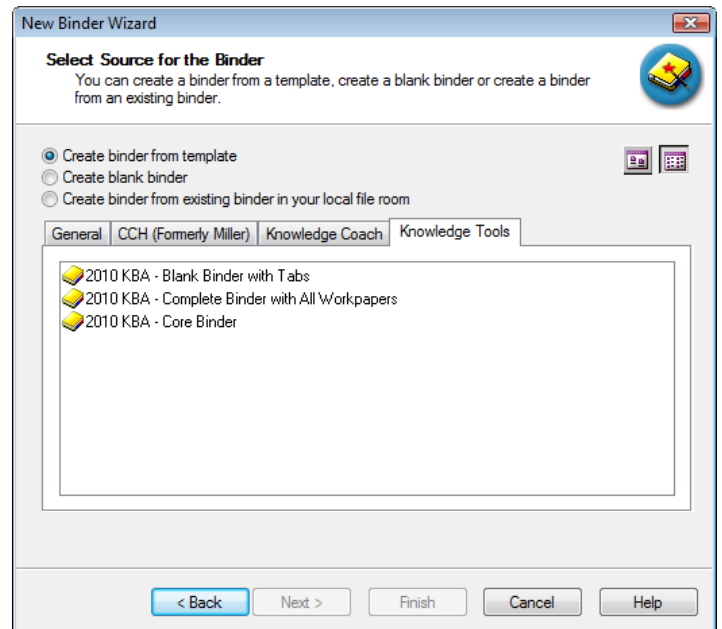 New Binder Wizard
Select Source for the Binder
You can create a binder from a template, create a blank binder or create a binder
from an existing binder.
Create binder from template
Create blank binder
Create binder from existing binder in your local file room
General CCH (Formerly Miller) Knowledge Coach Knowledge Tools
2010 KBA - Blank Binder with Tabs
2010 KBA - Complete Binder with All Workpapers
2010 KBA - Core Binder
< Back Next > Finish Cancel Help